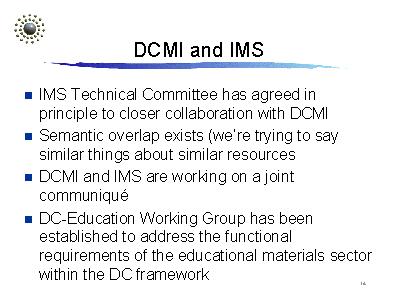 DCMI and IMS
IMS Technical Committee has agreed in
principle to closer collaboration with DCMI
Semantic overlap exists (we're trying to say
similar things about similar resources
DCMI and IMS are working on a joint
communiqué
DC-Education Working Group has been
established to address the functional
requirements of the educational materials sector
within the DC framework